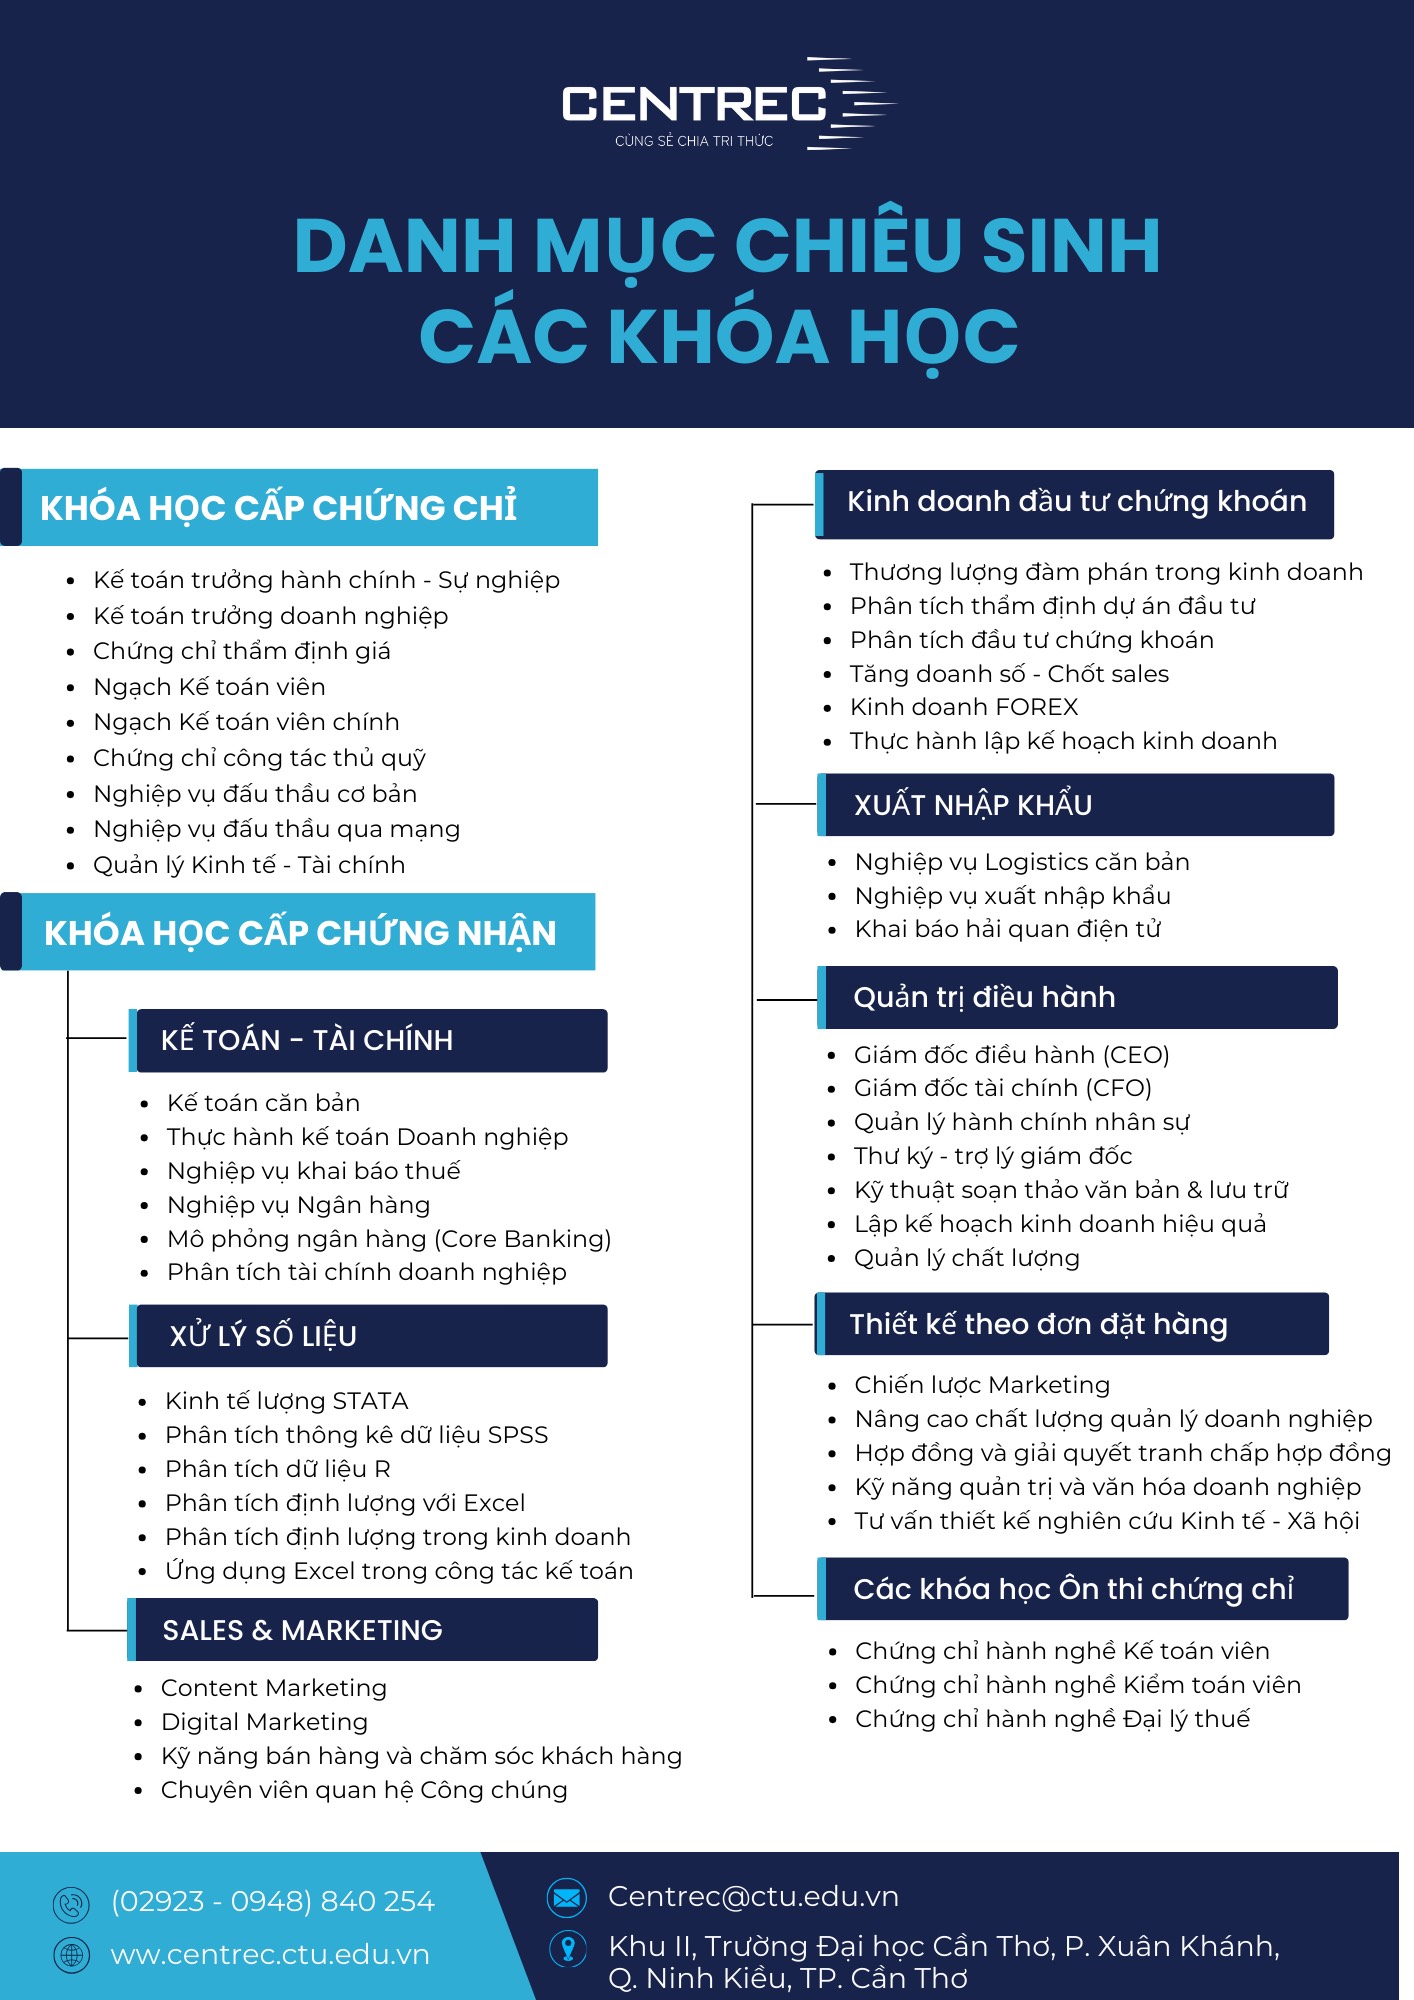 CENTREC
CÙNG SẺ CHIA TRI THỨC
DANH MỤC CHIÊU SINH
CÁC KHÓA HỌC
KHÓA HỌC CẤP CHỨNG CHỈ
• Kế toán trưởng hành chính - Sự nghiệp
• Kế toán trưởng doanh nghiệp
• Chứng chỉ thẩm định giá
• Ngạch Kế toán viên
• Ngạch Kế toán viên chính
• Chứng chỉ công tác thủ quỹ
• Nghiệp vụ đấu thầu cơ bản
• Nghiệp vụ đấu thầu qua mạng
• Quản lý Kinh tế - Tài chính
KHÓA HỌC CẤP CHỨNG NHẬN
KẾ TOÁN - TÀI CHÍNH
• Kế toán căn bản
• Thực hành kế toán Doanh nghiệp
• Nghiệp vụ khai báo thuế
• Nghiệp vụ Ngân hàng
• Mô phỏng ngân hàng (Core Banking)
• Phân tích tài chính doanh nghiệp
XỬ LÝ SỐ LIỆU
• Kinh tế lượng STATA
• Phân tích thông kê dữ liệu SPSS
• Phân tích dữ liệu R
• Phân tích định lượng với Excel
• Phân tích định lượng trong kinh doanh
• Ứng dụng Excel trong công tác kế toán
SALES & MARKETING
• Content Marketing
• Digital Marketing
• Kỹ năng bán hàng và chăm sóc khách hàng
• Chuyên viên quan hệ Công chúng
Kinh doanh đầu tư chứng khoán
• Thương lượng đàm phán trong kinh doanh
• Phân tích thẩm định dự án đầu tư
• Phân tích đầu tư chứng khoán
• Tăng doanh số - Chốt sales
• Kinh doanh FOREX
• Thực hành lập kế hoạch kinh doanh
XUẤT NHẬP KHẨU
• Nghiệp vụ Logistics căn bản
• Nghiệp vụ xuất nhập khẩu
• Khai báo hải quan điện tử
Quản trị điều hành
• Giám đốc điều hành (CEO)
• Giám đốc tài chính (CFO)
• Quản lý hành chính nhân sự
• Thư ký - trợ lý giám đốc
• Kỹ thuật soạn thảo văn bản & lưu trữ
• Lập kế hoạch kinh doanh hiệu quả
• Quản lý chất lượng
Thiết kế theo đơn đặt hàng
• Chiến lược Marketing
• Nâng cao chất lượng quản lý doanh nghiệp
• Hợp đồng và giải quyết tranh chấp hợp đồng
• Kỹ năng quản trị và văn hóa doanh nghiệp
• Tư vấn thiết kế nghiên cứu Kinh tế - Xã hội
Các khóa học Ôn thi chứng chỉ
• Chứng chỉ hành nghề Kế toán viên
• Chứng chỉ hành nghề Kiểm toán viên
• Chứng chỉ hành nghề Đại lý thuế
(02923 - 0948) 840 254
ww.centrec.ctu.edu.vn
Centrec@ctu.edu.vn
Khu II, Trường Đại học Cần Thơ, P. Xuân Khánh,
Q. Ninh Kiều, TP. Cần Thơ